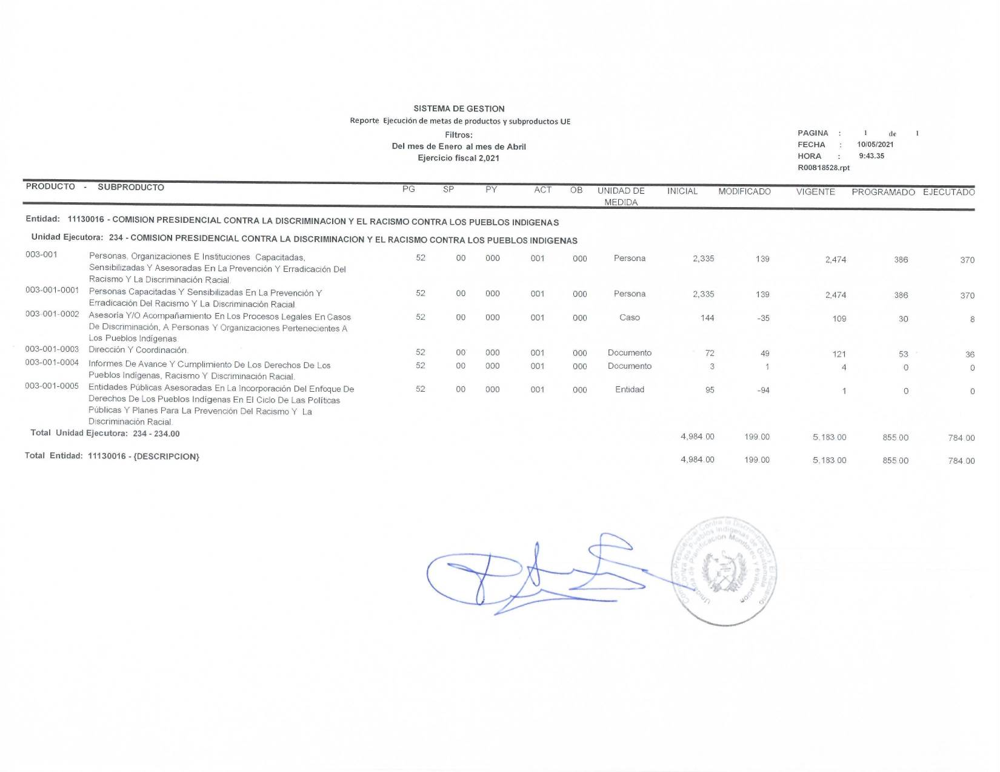 SISTEMA DE GESTION
Reporte Ejecución de metas de productos y subproductos UE
Filtros:
Del mes de Enero al mes de Abril
Ejercicio fiscal 2,021
PAGINA : 1 de 1
FECHA : 10/05/2021
HORA : 9:43.35
R00818528.rpt
PRODUCTO - SUBPRODUCTO PG SP PY ACT OB UNIDAD DE INICIAL MODIFICADO VIGENTE PROGRAMADO EJECUTADO
MEDIDA
Entidad: 11130016 - COMISION PRESIDENCIAL CONTRA LA DISCRIMINACION Y EL RACISMO CONTRA LOS PUEBLOS INDIGENAS
Unidad Ejecutora: 234 - COMISION PRESIDENCIAL CONTRA LA DISCRIMINACION Y EL RACISMO CONTRA LOS PUEBLOS INDIGENAS
003-001 Personas, Organizaciones E Instituciones Capacitadas, 52 00 000 001 000 Persona 2,335 139 2,474 386 370
Sensibilizadas Y Asesoradas En La Prevención Y Erradicación Del
Racismo Y La Discriminación Racial.
003-001-0001 Personas Capacitadas Y Sensibilizadas En La Prevención Y 52 00 000 001 000 Persona 2,335 139 2,474 386 370
Erradicación Del Racismo Y La Discriminación Racial
003-001-0002 Asesoría Y/O Acompañamiento En Los Procesos Legales En Casos 52 00 000 001 000 Caso 144 -35 109 30 8
De Discriminación, A Personas Y Organizaciones Pertenecientes A
Los Pueblos Indígenas
003-001-0003 Dirección Y Coordinación. 52 00 000 001 000 Documento 72 49 121 53 36
003-001-0004 Informes De Avance Y Cumplimiento De Los Derechos De Los 52 00 000 001 000 Documento 3 1 4 0 0
Pueblos Indígenas, Racismo Y Discriminación Racial.
003-001-0005 Entidades Públicas Asesoradas En La Incorporación Del Enfoque De 52 00 000 001 000 Entidad 95 -94 1 0 0
Derechos De Los Pueblos Indígenas En El Ciclo De Las Políticas
Públicas Y Planes Para La Prevención Del Racismo Y La
Discriminación Racial.
Total Unidad Ejecutora: 234 - 234.00 4,984.00 199.00 5,183.00 855.00 784.00
Total Entidad: 11130016 - {DESCRIPCION} 4,984.00 199.00 5,183.00 855.00 784.00
Comisión Presidencial Contra la Discriminación y El Racismo
Contra los Pueblos Indígenas de Guatemala
Unidad de Planificación Monitoreo y evaluación